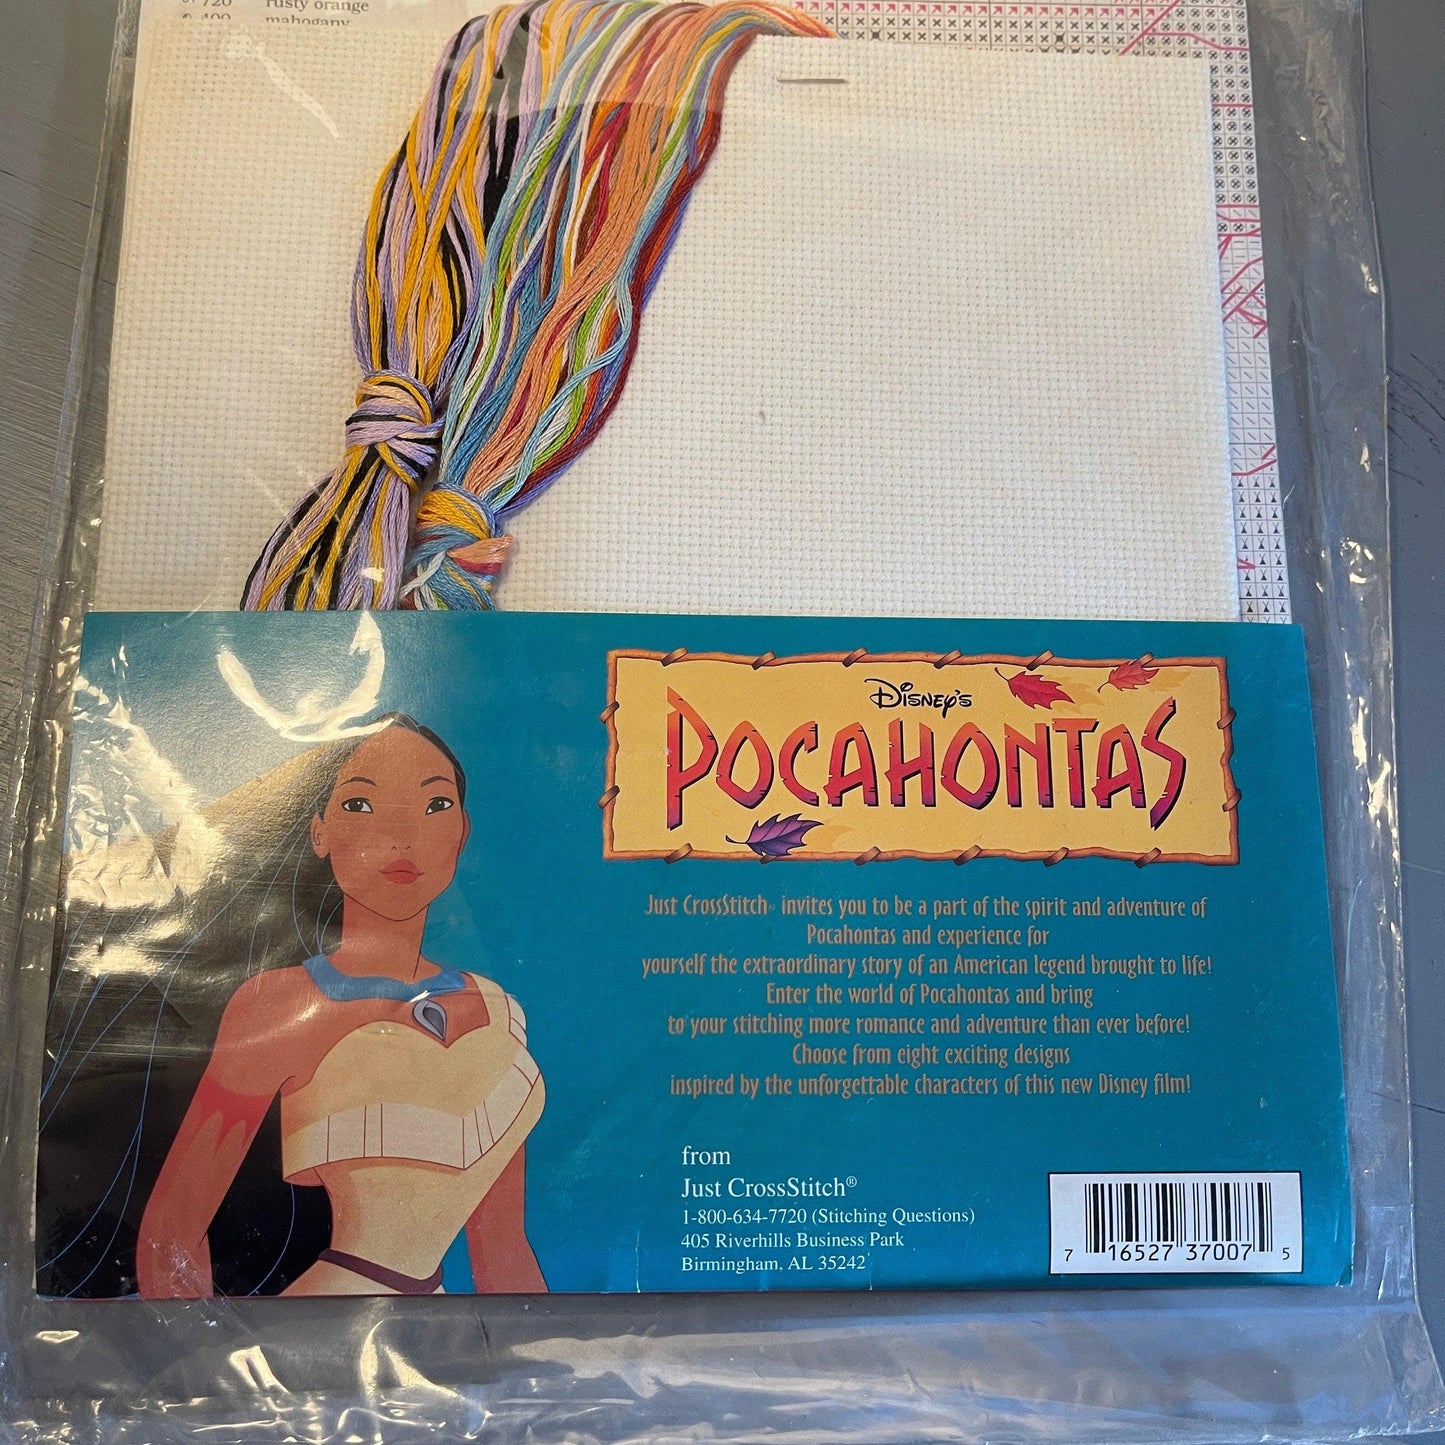 720 rusty orange
400 mahogany
Disney's
POCAHONTAS
Just CrossStitch invites you to be a part of the spirit and adventure of
Pocahontas and experience for
yourself the extraordinary story of an American legend brought to life!
Enter the world of Pocahontas and bring
to your stitching more romance and adventure than ever before!
Choose from eight exciting designs
inspired by the unforgettable characters of this new Disney film!
from
Just CrossStitch®
1-800-634-7720 (Stitching Questions)
405 Riverhills Business Park
Birmingham, AL 35242
7 16527 37007 5